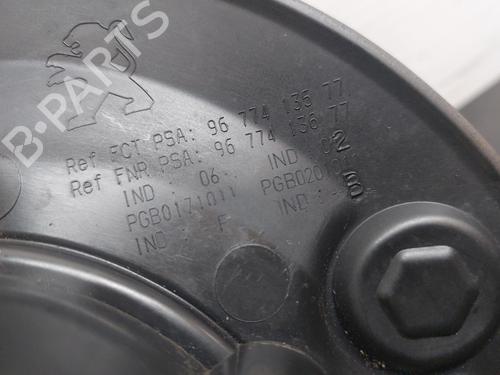 B-PARTS
Ref FCT PSA: 96 774 135 77
Ref FNR PSA: 96 774 136 77
IND : 06 IND : 02
PGB0171011
IND : F IND :